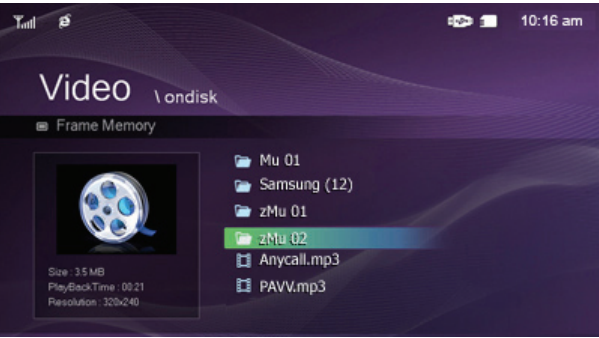 10:16 am
Video \ ondisk
Frame Memory
Mu 01
Samsung (12)
zMu 01
zMu 02
Anycall.mp3
PAVV.mp3
Size : 3.5 MB
PlayBackTime : 00:21
Resolution : 320x240